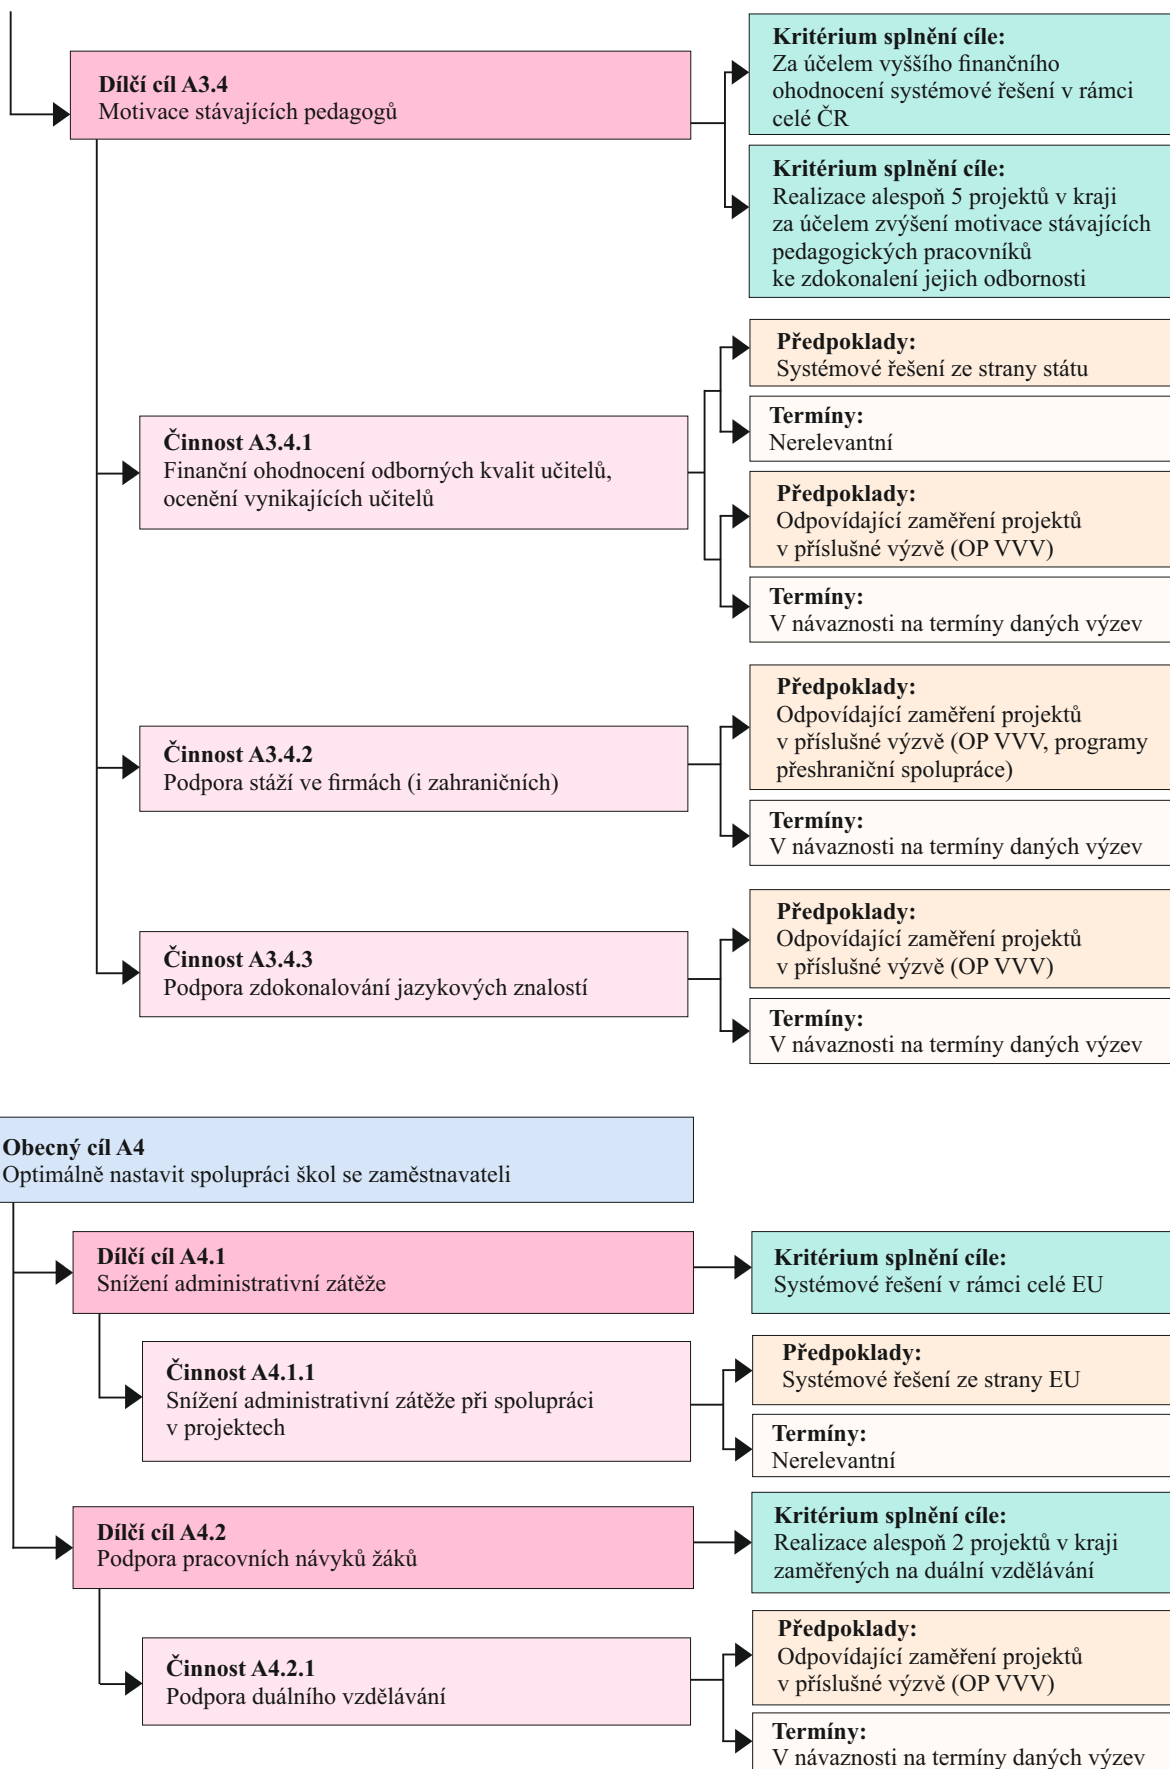 Dílčí cíl A3.4
Motivace stávajících pedagogů
Kritérium splnění cíle:
Za účelem vyššího finančního
ohodnocení systémové řešení v rámci
celé ČR
Kritérium splnění cíle:
Realizace alespoň 5 projektů v kraji
za účelem zvýšení motivace stávajících
pedagogických pracovníků
ke zdokonalení jejich odbornosti
Činnost A3.4.1
Finanční ohodnocení odborných kvalit učitelů,
ocenění vynikajících učitelů
Předpoklady:
Systémové řešení ze strany státu
Termíny:
Nerelevantní
Předpoklady:
Odpovídající zaměření projektů
v příslušné výzvě (OP VVV)
Termíny:
V návaznosti na termíny daných výzev
Činnost A3.4.2
Podpora stáží ve firmách (i zahraničních)
Předpoklady:
Odpovídající zaměření projektů
v příslušné výzvě (OP VVV, programy
přeshraniční spolupráce)
Termíny:
V návaznosti na termíny daných výzev
Činnost A3.4.3
Podpora zdokonalování jazykových znalostí
Předpoklady:
Odpovídající zaměření projektů
v příslušné výzvě (OP VVV)
Termíny:
V návaznosti na termíny daných výzev
Obecný cíl A4
Optimálně nastavit spolupráci škol se zaměstnavateli
Dílčí cíl A4.1
Snížení administrativní zátěže
Kritérium splnění cíle:
Systémové řešení v rámci celé EU
Činnost A4.1.1
Snížení administrativní zátěže při spolupráci
v projektech
Předpoklady:
Systémové řešení ze strany EU
Termíny:
Nerelevantní
Dílčí cíl A4.2
Podpora pracovních návyků žáků
Kritérium splnění cíle:
Realizace alespoň 2 projektů v kraji
zaměřených na duální vzdělávání
Činnost A4.2.1
Podpora duálního vzdělávání
Předpoklady:
Odpovídající zaměření projektů
v příslušné výzvě (OP VVV)
Termíny:
V návaznosti na termíny daných výzev